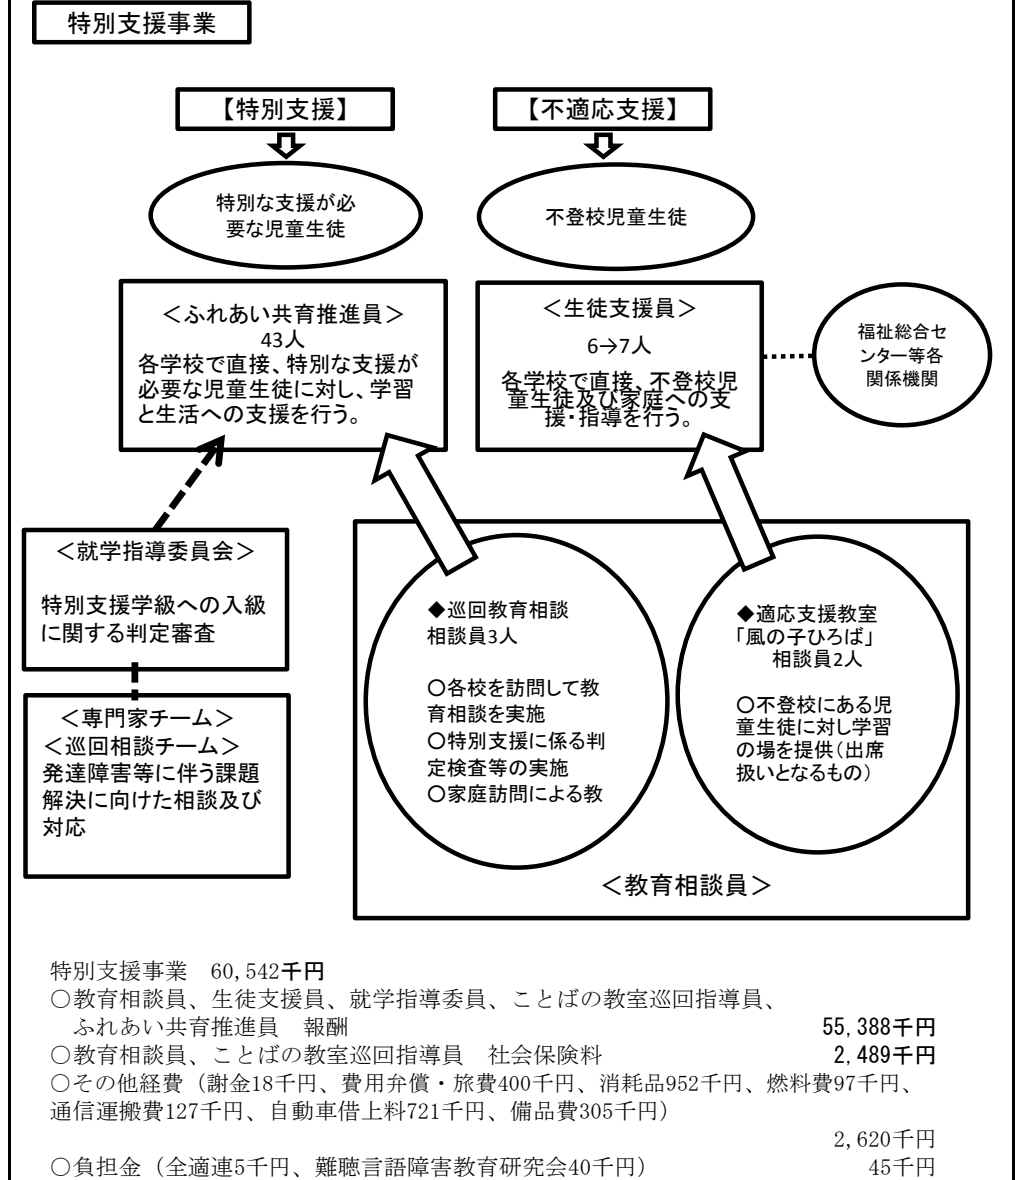 特別支援事業
【特別支援】
【不適応支援】
特別な支援が必
要な児童生徒
不登校児童生徒
＜ふれあい共育推進員＞
43人
各学校で直接、特別な支援が
必要な児童生徒に対し、学習
と生活への支援を行う。
＜生徒支援員＞
6→7人
各学校で直接、不登校児
童生徒及び家庭への支
援・指導を行う。
福祉総合セ
ンター等各
関係機関
＜就学指導委員会＞
特別支援学級への入級
に関する判定審査
＜専門家チーム＞
＜巡回相談チーム＞
発達障害等に伴う課題
解決に向けた相談及び
対応
◆巡回教育相談
相談員3人
○各校を訪問して教
育相談を実施
○特別支援に係る判
定検査等の実施
○家庭訪問による教
◆適応支援教室
「風の子ひろば」
相談員2人
○不登校にある児
童生徒に対し学習
の場を提供（出席
扱いとなるもの）
＜教育相談員＞
特別支援事業　60,542千円
○教育相談員、生徒支援員、就学指導委員、ことばの教室巡回指導員、
ふれあい共育推進員　報酬　55,388千円
○教育相談員、ことばの教室巡回指導員　社会保険料　2,489千円
○その他経費（謝金18千円、費用弁償・旅費400千円、消耗品952千円、燃料費97千円、
通信運搬費127千円、自動車借上料721千円、備品費305千円）
2,620千円
○負担金（全適連5千円、難聴言語障害教育研究会40千円）　45千円